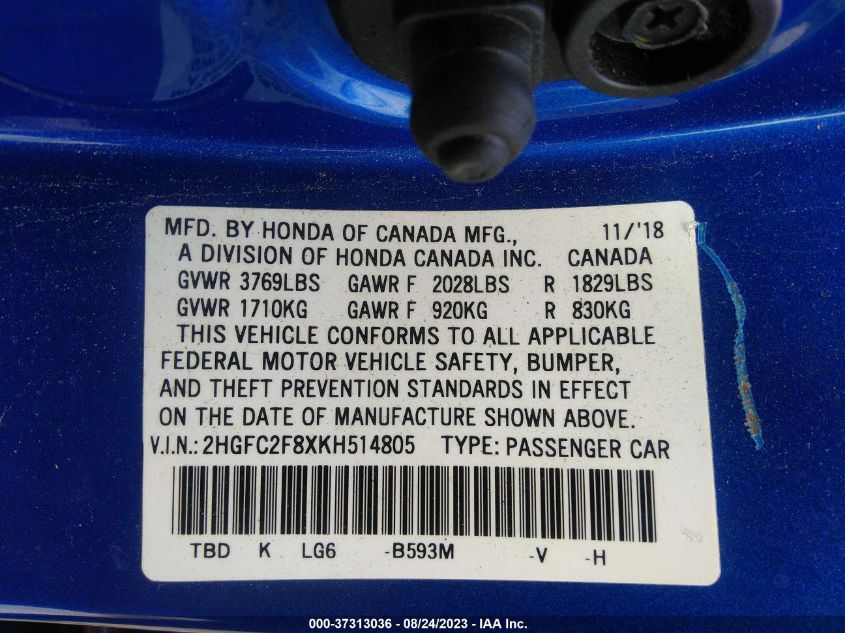 MFD. BY HONDA OF CANADA MFG., 11/'18
A DIVISION OF HONDA CANADA INC. CANADA
GVWR 3769LBS GAWR F 2028LBS R 1829LBS
GVWR 1710KG GAWR F 920KG R 830KG
THIS VEHICLE CONFORMS TO ALL APPLICABLE
FEDERAL MOTOR VEHICLE SAFETY, BUMPER,
AND THEFT PREVENTION STANDARDS IN EFFECT
ON THE DATE OF MANUFACTURE SHOWN ABOVE.
V.I.N.: 2HGFC2F8XKH514805 TYPE: PASSENGER CAR
TBD K LG6 -B593M -V -H
000-37313036 - 08/24/2023 - IAA Inc.